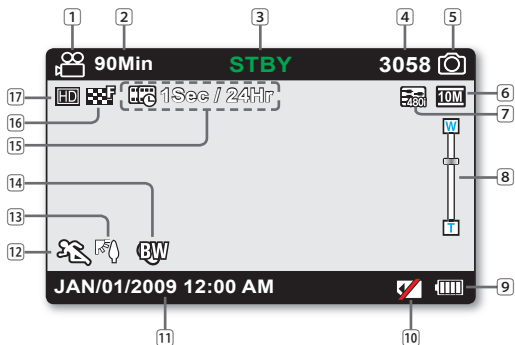 1 2 3 4 5
90Min STBY 3058
17 HD F 1Sec / 24Hr 480i 10M 6
16 7
15 W
14 8
13 T
12 BW
JAN/01/2009 12:00 AM 9
11 10